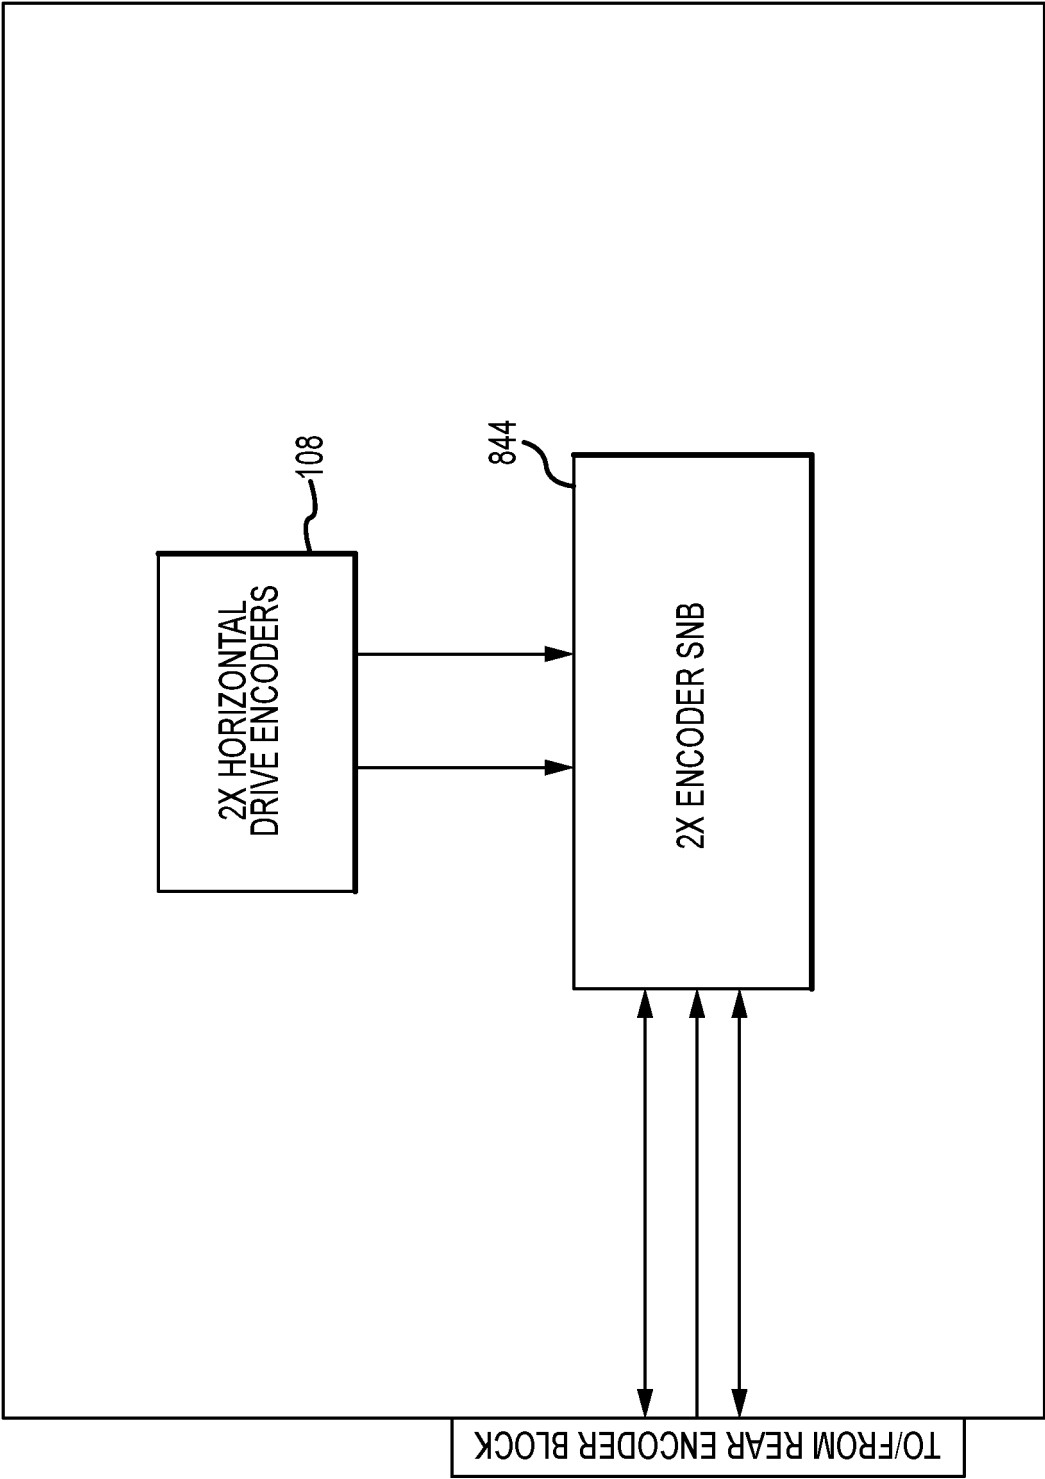 2X HORIZONTAL
DRIVE ENCODERS
108
844
2X ENCODER SNB
TO/FROM REAR ENCODER BLOCK